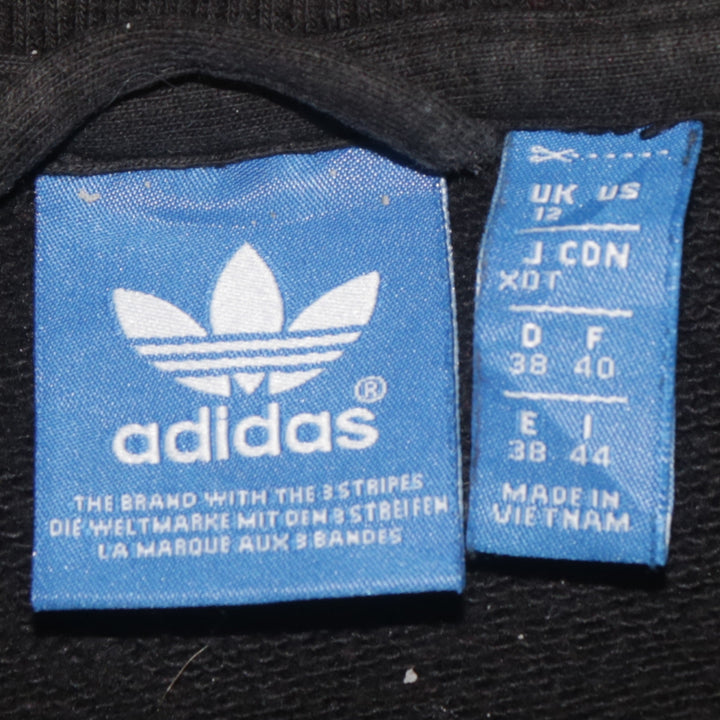 adidas®
THE BRAND WITH THE 3 STRIPES
DIE WELTMARKE MIT DEN 3 STREIFEN
LA MARQUE AUX 3 BANDES
UK US
12
J CDN
XOT
D F
38 40
E I
38 44
MADE IN
VIETNAM